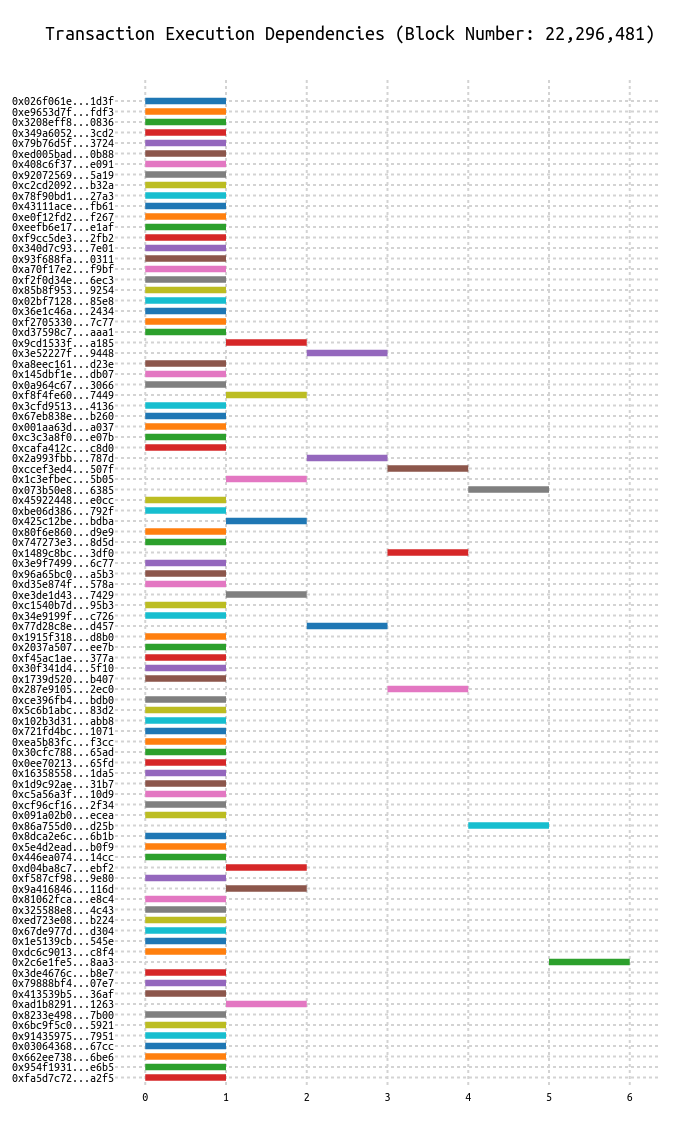 Transaction Execution Dependencies (Block Number: 22,296,481)
0x026f061e...1d3f
0xe9653d7f...fdf3
0x3208eff8...0836
0x349a6052...3cd2
0x79b76d5f...3724
0xed005bad...0b88
0x408c6f37...e091
0x92072569...5a19
0xc2cd2092...b32a
0x78f90bd1...27a3
0x43111ace...fb61
0xe0f12fd2...f267
0xeefb6e17...e1af
0xf9cc5de3...2fb2
0x340d7c93...7e01
0x93f688fa...0311
0xa70f17e2...f9bf
0xf2f0d34e...6ec3
0x85b8f953...9254
0x02bf7128...85e8
0x36e1c46a...2434
0xf2705330...7c77
0xd37598c7...aaa1
0x9cd1533f...a185
0x3e52227f...9448
0xa8eec161...d23e
0x145dbf1e...db07
0x0a964c67...3066
0xf8f4fe60...7449
0x3cfd9513...4136
0x67eb838e...b260
0x001aa63d...a037
0xc3c3a8f0...e07b
0xcafa412c...c8d0
0x2a993fbb...787d
0xccef3ed4...507f
0x1c3efbec...5b05
0x073b50e8...6385
0x45922448...e0cc
0xbe06d386...792f
0x425c12be...bdba
0x80f6e860...d9e9
0x747273e3...8d5d
0x1489c8bc...3df0
0x3e9f7499...6c77
0x96a65bc0...a5b3
0xd35e874f...578a
0xe3de1d43...7429
0xc1540b7d...95b3
0x34e9199f...c726
0x77d28c8e...d457
0x1915f318...d8b0
0x2037a507...ee7b
0xf45ac1ae...377a
0x30f341d4...5f10
0x1739d520...b407
0x287e9105...2ec0
0xce396fb4...bdb0
0x5c6b1abc...83d2
0x102b3d31...abb8
0x721fd4bc...1071
0xea5b83fc...f3cc
0x30cfc788...65ad
0x0ee70213...65fd
0x16358558...1da5
0x1d9c92ae...31b7
0xc5a56a3f...10d9
0xcf96cf16...2f34
0x091a02b0...ecea
0x86a755d0...d25b
0x8dca2e6c...6b1b
0x5e4d2ead...b0f9
0x446ea074...14cc
0xd04ba8c7...ebf2
0xf587cf98...9e80
0x9a416846...116d
0x81062fca...e8c4
0x325588e8...4c43
0xed723e08...b224
0x67de977d...d304
0x1e5139cb...545e
0xdc6c9013...c8f4
0x2c6e1fe5...8aa3
0x3de4676c...b8e7
0x79888bf4...07e7
0x413539b5...36af
0xad1b8291...1263
0x8233e498...7b00
0x6bc9f5c0...5921
0x91435975...7951
0x03064368...67cc
0x662ee738...6be6
0x954f1931...e6b5
0xfa5d7c72...a2f5
0 1 2 3 4 5 6